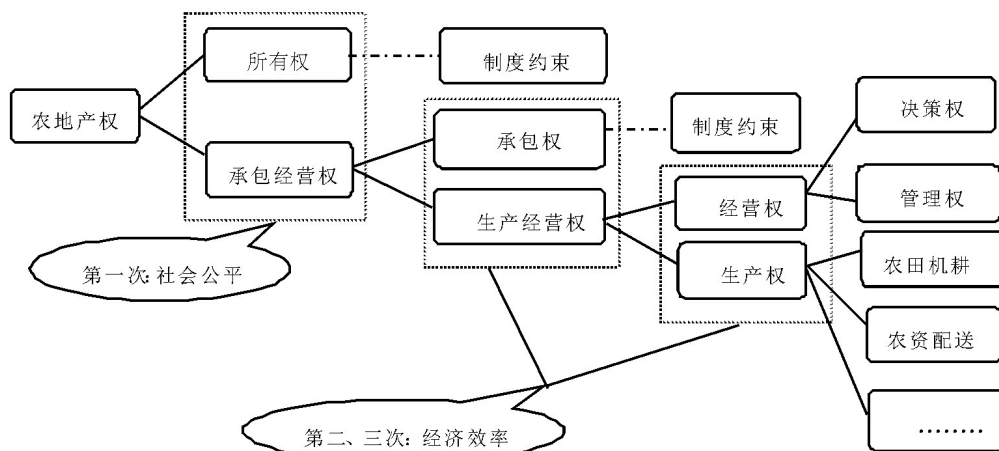 农地产权
所有权
承包经营权
第一次:社会公平
制度约束
承包权
生产经营权
制度约束
经营权
生产权
第二、三次:经济效率
决策权
管理权
农田机耕
农资配送
........